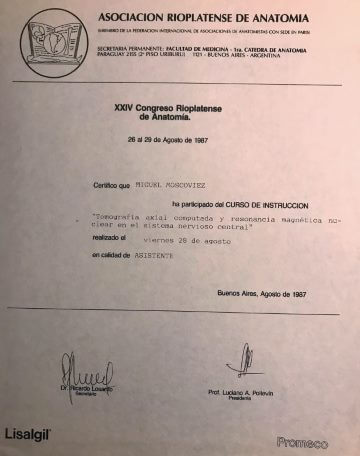 ASOCIACION RIOPLATENSE DE ANATOMIA
(MIEMBRO DE LA FEDERACION INTERNACIONAL DE ASOCIACIONES DE ANATOMISTAS CON SEDE EN PARIS)
SECRETARIA PERMANENTE: FACULTAD DE MEDICINA - 1ra. CATEDRA DE ANATOMIA
PARAGUAY 2155 (2º PISO URIBURU) 1121 - BUENOS AIRES - ARGENTINA
XXIV Congreso Rioplatense
de Anatomía.
26 al 29 de Agosto de 1987
Certifico que MIGUEL MOSCOVIEZ
ha participado del CURSO DE INSTRUCCION
"Tomografía axial computada y resonancia magnética nu-
clear en el sistema nervioso central"
realizado el viernes 28 de agosto
en calidad de ASISTENTE
Buenos Aires, Agosto de 1987
Dr. Ricardo
Secretario
Prof. Luciano A. Poitevin
Presidente
Lisalgil
Promeco